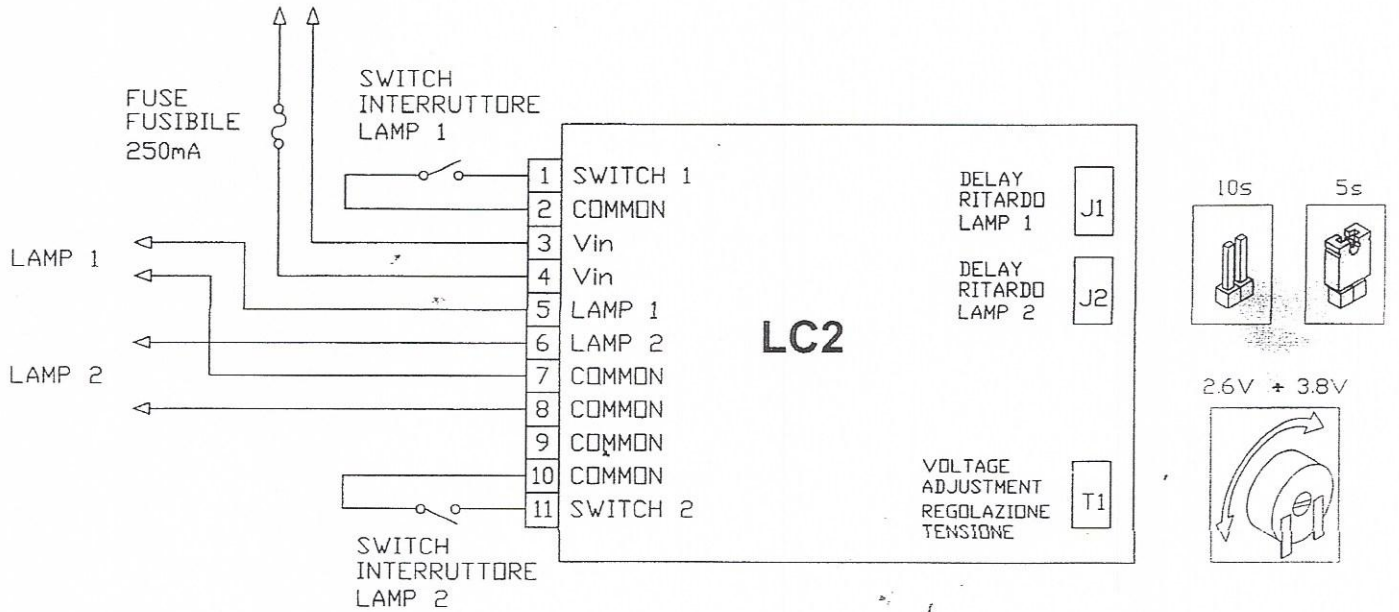 FUSE
FUSIBILE
250mA
SWITCH
INTERRUTTORE
LAMP 1
LAMP 1
LAMP 2
1 SWITCH 1
2 COMMON
3 Vin
4 Vin
5 LAMP 1
6 LAMP 2
7 COMMON
8 COMMON
9 COMMON
10 COMMON
11 SWITCH 2
SWITCH
INTERRUTTORE
LAMP 2
LC2
DELAY
RITARDO
LAMP 1
J1
DELAY
RITARDO
LAMP 2
J2
VOLTAGE
ADJUSTMENT
REGOLAZIONE
TENSIONE
T1
10s
5s
2.6V ÷ 3.8V